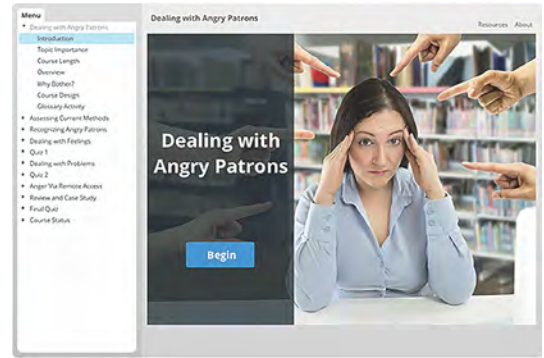 Menu
Dealing with Angry Patrons
Introduction
Topic Importance
Course Length
Overview
Why Bother?
Course Design
Glossary Activity
Assessing Current Methods
Recognizing Angry Patrons
Dealing with Feelings
Quiz 1
Dealing with Problems
Quiz 2
Anger Via Remote Access
Review and Case Study
Final Quiz
Course Status
Dealing with Angry Patrons
Resources About
Dealing with
Angry Patrons
Begin